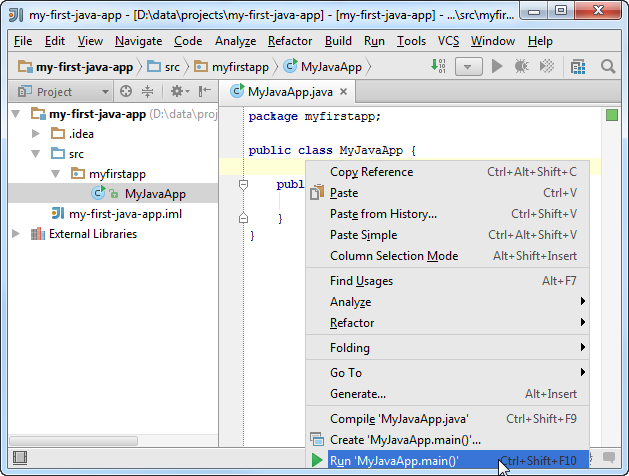 my-first-java-app - [D:\data\projects\my-first-java-app] - [my-first-java-app] - ...\src\myfir...
File Edit View Navigate Code Analyze Refactor Build Run Tools VCS Window Help
my-first-java-app src myfirstapp MyJavaApp
Project
MyJavaApp.java
my-first-java-app (D:\data\proj
.idea
src
myfirstapp
MyJavaApp
my-first-java-app.iml
External Libraries
package myfirstapp;
public class MyJavaApp {
publ
}
}
Copy Reference Ctrl+Alt+Shift+C
Paste Ctrl+V
Paste from History... Ctrl+Shift+V
Paste Simple Ctrl+Alt+Shift+V
Column Selection Mode Alt+Shift+Insert
Find Usages Alt+F7
Analyze
Refactor
Folding
Go To
Generate... Alt+Insert
Compile 'MyJavaApp.java' Ctrl+Shift+F9
Create 'MyJavaApp.main()'...
Run 'MyJavaApp.main()' Ctrl+Shift+F10